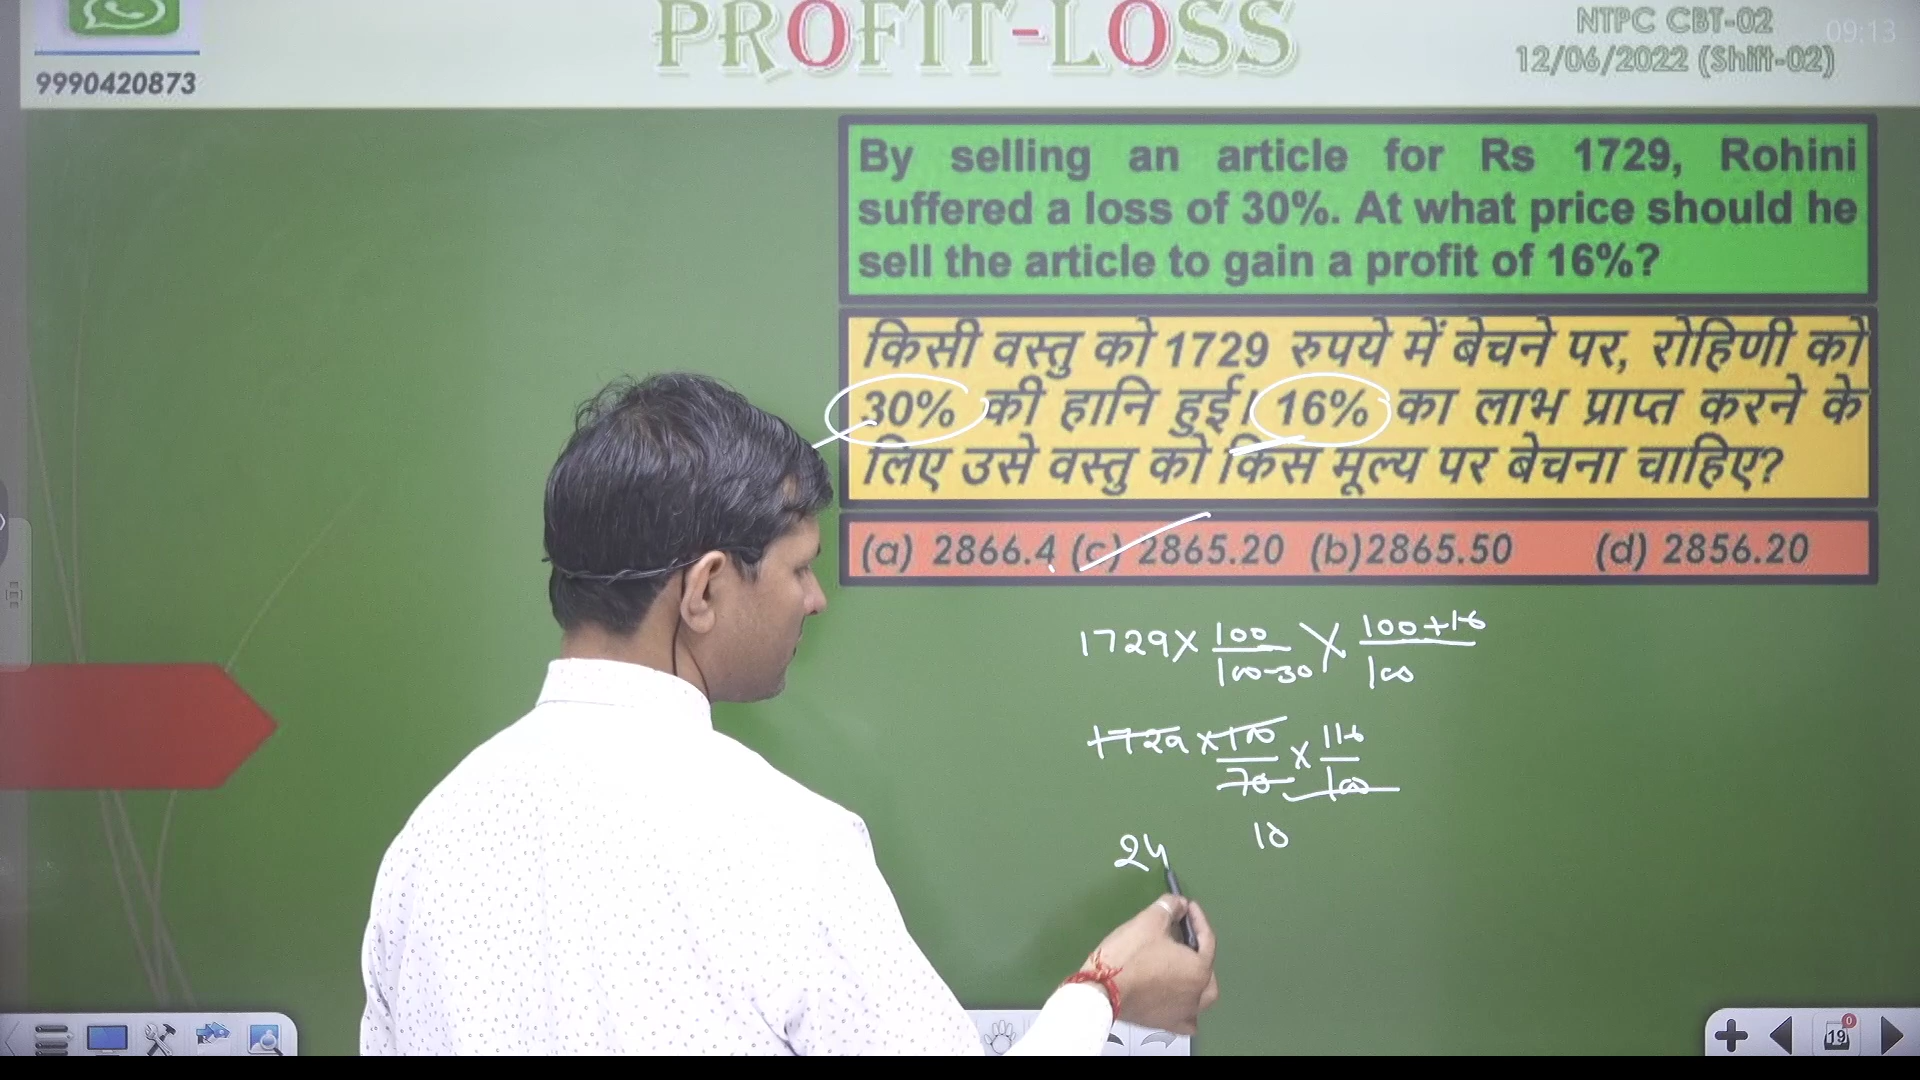 PROFIT-LOSS
NTPC CBT-02
12/06/2022 (Shift-02)
09:13
9990420873
By selling an article for Rs 1729, Rohini
suffered a loss of 30%. At what price should he
sell the article to gain a profit of 16%?
किसी वस्तु को 1729 रुपये में बेचने पर, रोहिणी को
30% की हानि हुई। 16% का लाभ प्राप्त करने के
लिए उसे वस्तु को किस मूल्य पर बेचना चाहिए?
(a) 2866.4 (c) 2865.20 (b)2865.50 (d) 2856.20
1729 × 100/100-30 × 100+16/100
1729 × 100/70 × 116/100
10
24
19
0